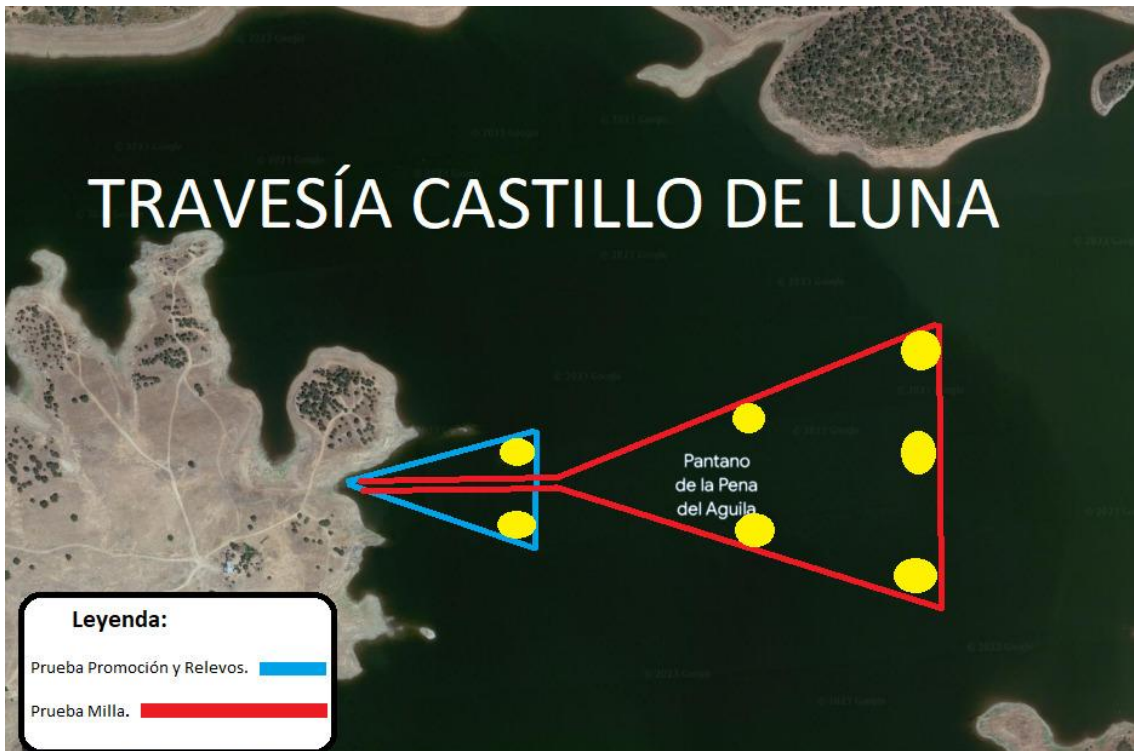 TRAVESÍA CASTILLO DE LUNA
Pantano
de la Pena
del Aguila
Leyenda:
Prueba Promoción y Relevos.
Prueba Milla.